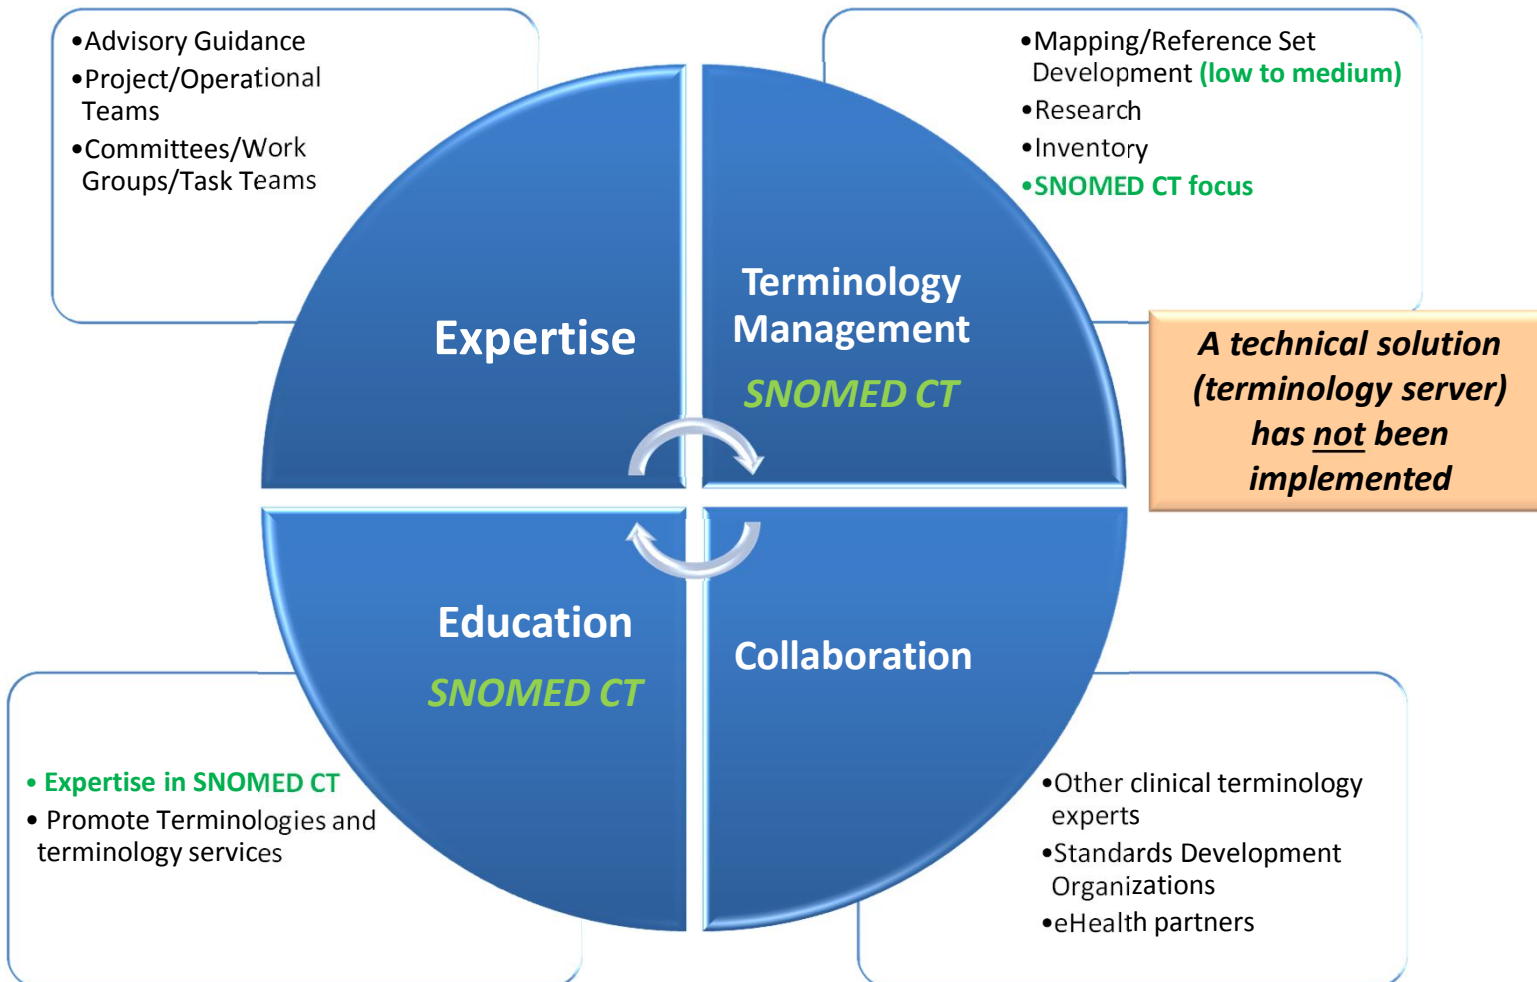 •Advisory Guidance
•Project/Operational
Teams
•Committees/Work
Groups/Task Teams
•Mapping/Reference Set
Development (low to medium)
•Research
•Inventory
•SNOMED CT focus
Expertise
Terminology
Management
SNOMED CT
A technical solution
(terminology server)
has not been
implemented
Education
SNOMED CT
Collaboration
• Expertise in SNOMED CT
• Promote Terminologies and
terminology services
•Other clinical terminology
experts
•Standards Development
Organizations
•eHealth partners